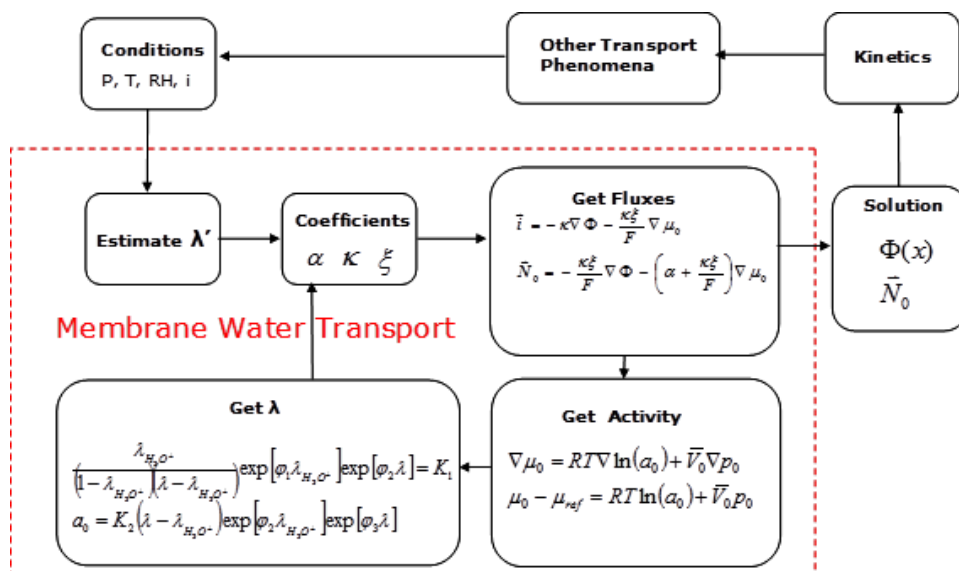 Conditions
P, T, RH, i
Other Transport
Phenomena
Kinetics
Estimate λ′
Coefficients
α κ ξ
Get Fluxes
i⃗ = −κ∇Φ − (κξ/F)∇μ₀
N⃗₀ = −(κξ/F)∇Φ − (α + κξ/F)∇μ₀
Solution
Φ(x)
N⃗₀
Membrane Water Transport
Get λ
λ_{H₃O⁺}/((1−λ_{H₃O⁺})(λ−λ_{H₃O⁺})) exp[φ₁λ_{H₃O⁺}]exp[φ₂λ] = K₁
a₀ = K₂(λ−λ_{H₃O⁺})exp[φ₂λ_{H₃O⁺}]exp[φ₃λ]
Get Activity
∇μ₀ = RT∇ln(a₀) + V̅₀∇p₀
μ₀ − μ_{ref} = RT ln(a₀) + V̅₀p₀